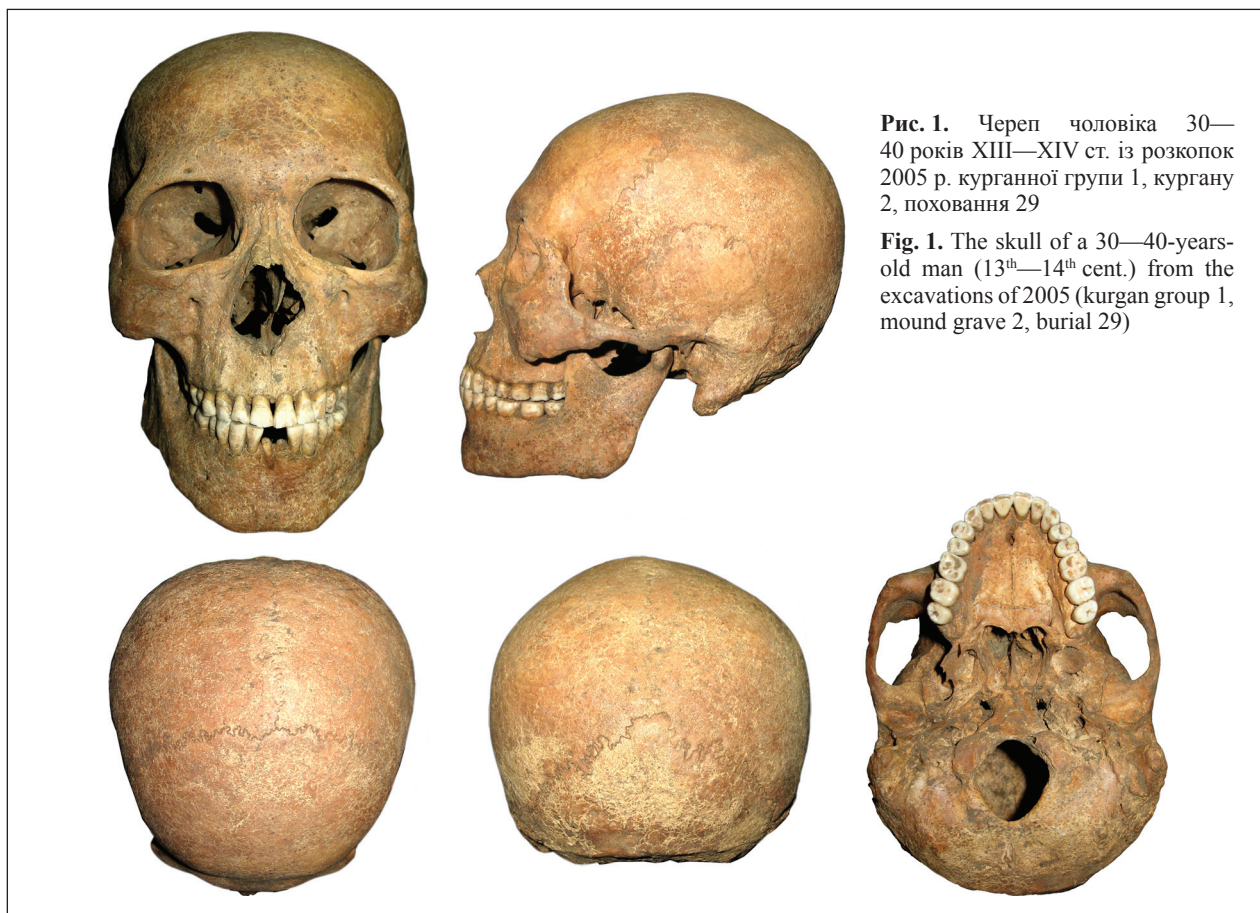 Рис. 1. Череп чоловіка 30—
40 років XIII—XIV ст. із розкопок
2005 р. курганної групи 1, кургану
2, поховання 29
Fig. 1. The skull of a 30—40-years-
old man (13th—14th cent.) from the
excavations of 2005 (kurgan group 1,
mound grave 2, burial 29)